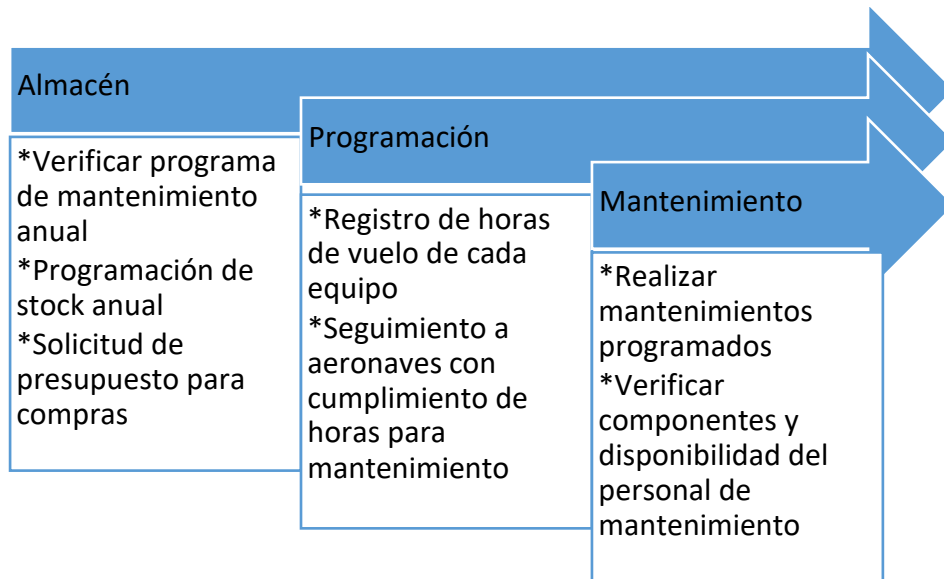 Almacén
*Verificar programa
de mantenimiento
anual
*Programación de
stock anual
*Solicitud de
presupuesto para
compras
Programación
*Registro de horas
de vuelo de cada
equipo
*Seguimiento a
aeronaves con
cumplimiento de
horas para
mantenimiento
Mantenimiento
*Realizar
mantenimientos
programados
*Verificar
componentes y
disponibilidad del
personal de
mantenimiento